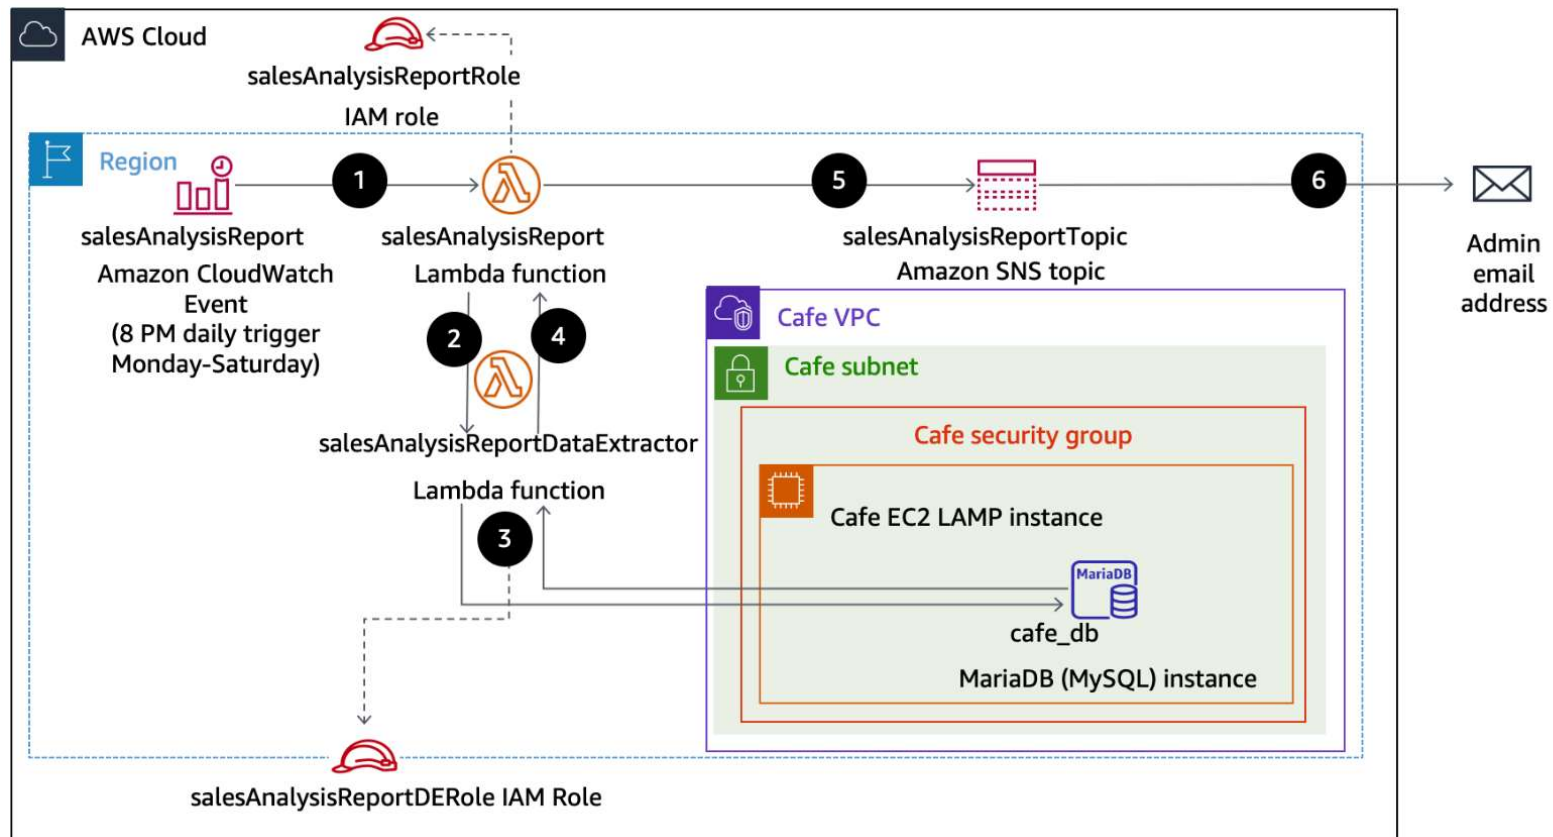 AWS Cloud
salesAnalysisReportRole
IAM role
Region
1
5
6
salesAnalysisReport
Amazon CloudWatch
Event
(8 PM daily trigger
Monday-Saturday)
salesAnalysisReport
Lambda function
salesAnalysisReportTopic
Amazon SNS topic
Admin
email
address
2
4
salesAnalysisReportDataExtractor
Lambda function
3
Cafe VPC
Cafe subnet
Cafe security group
Cafe EC2 LAMP instance
MariaDB
cafe_db
MariaDB (MySQL) instance
salesAnalysisReportDERole IAM Role